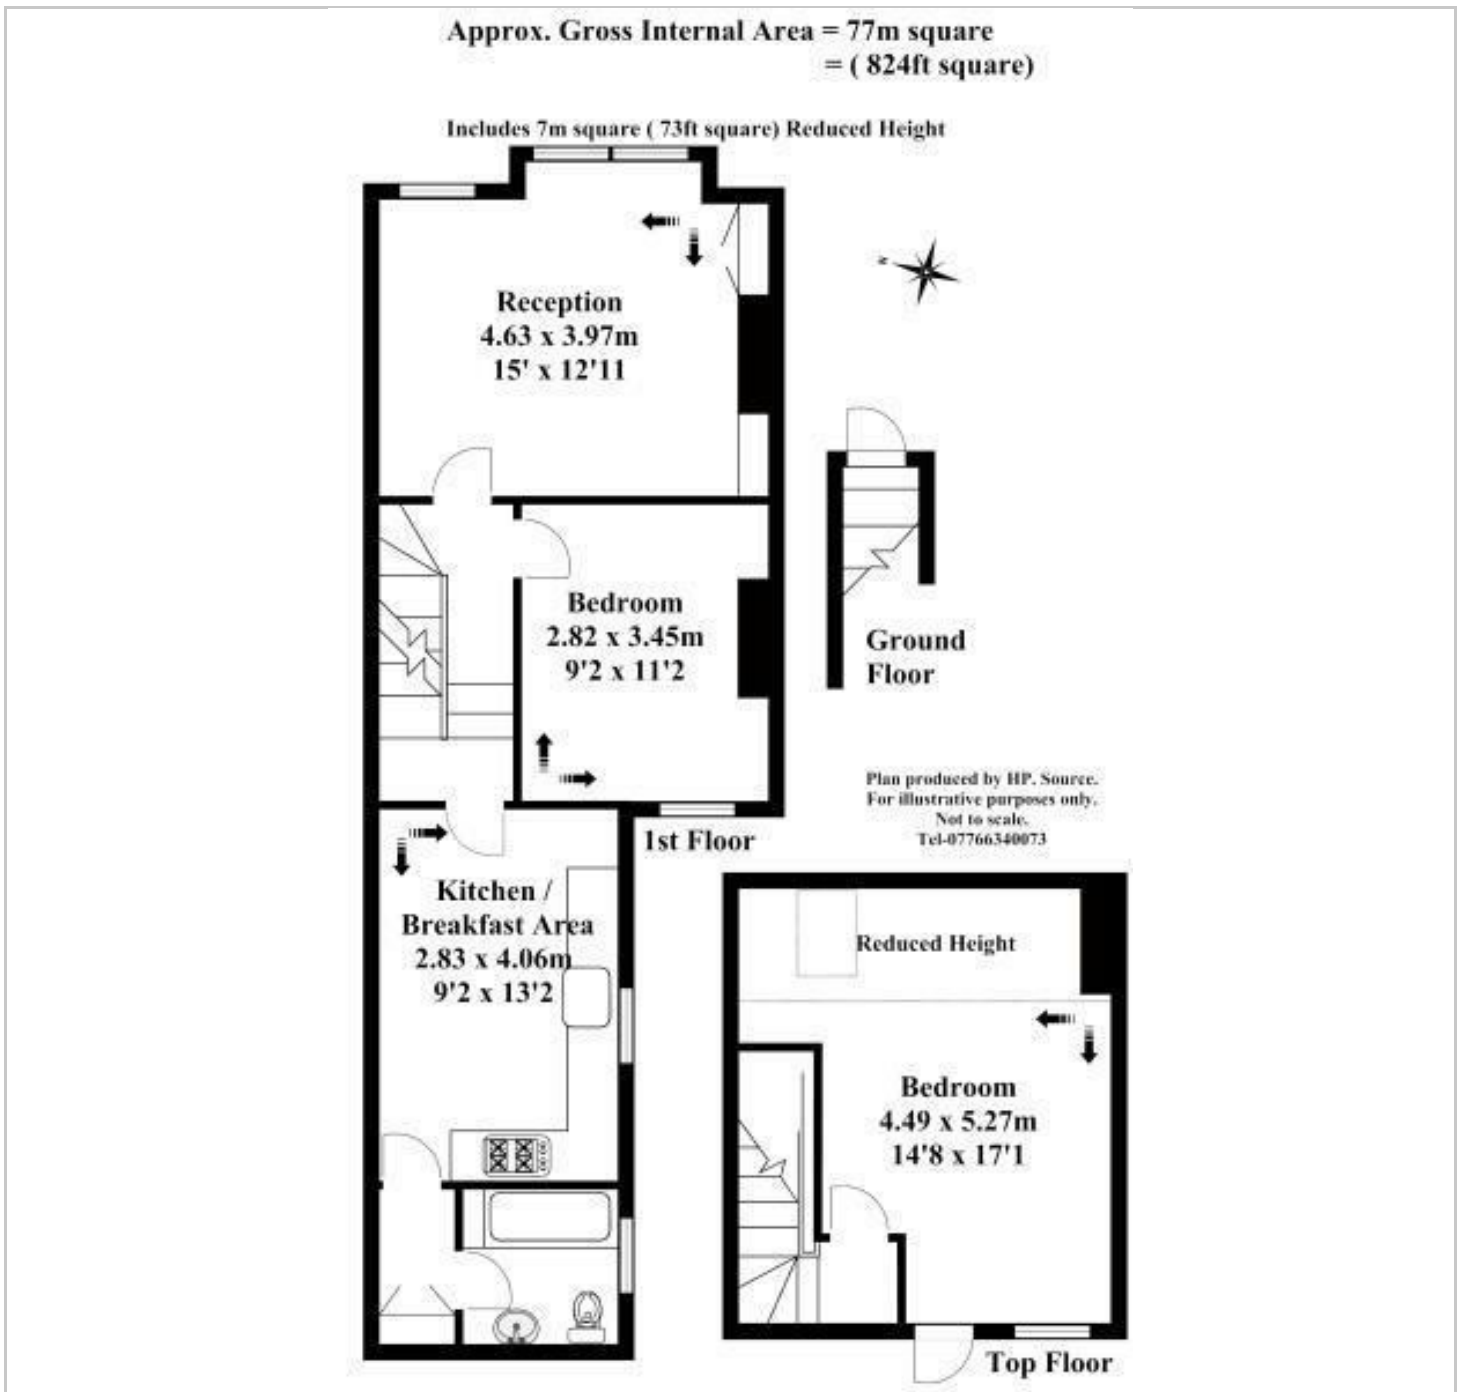 Approx. Gross Internal Area = 77m square
= ( 824ft square)
Includes 7m square ( 73ft square) Reduced Height
N
Reception
4.63 x 3.97m
15' x 12'11
Bedroom
2.82 x 3.45m
9'2 x 11'2
Ground
Floor
Plan produced by HP. Source.
For illustrative purposes only.
Not to scale.
Tel-07766340073
1st Floor
Kitchen /
Breakfast Area
2.83 x 4.06m
9'2 x 13'2
Reduced Height
Bedroom
4.49 x 5.27m
14'8 x 17'1
Top Floor